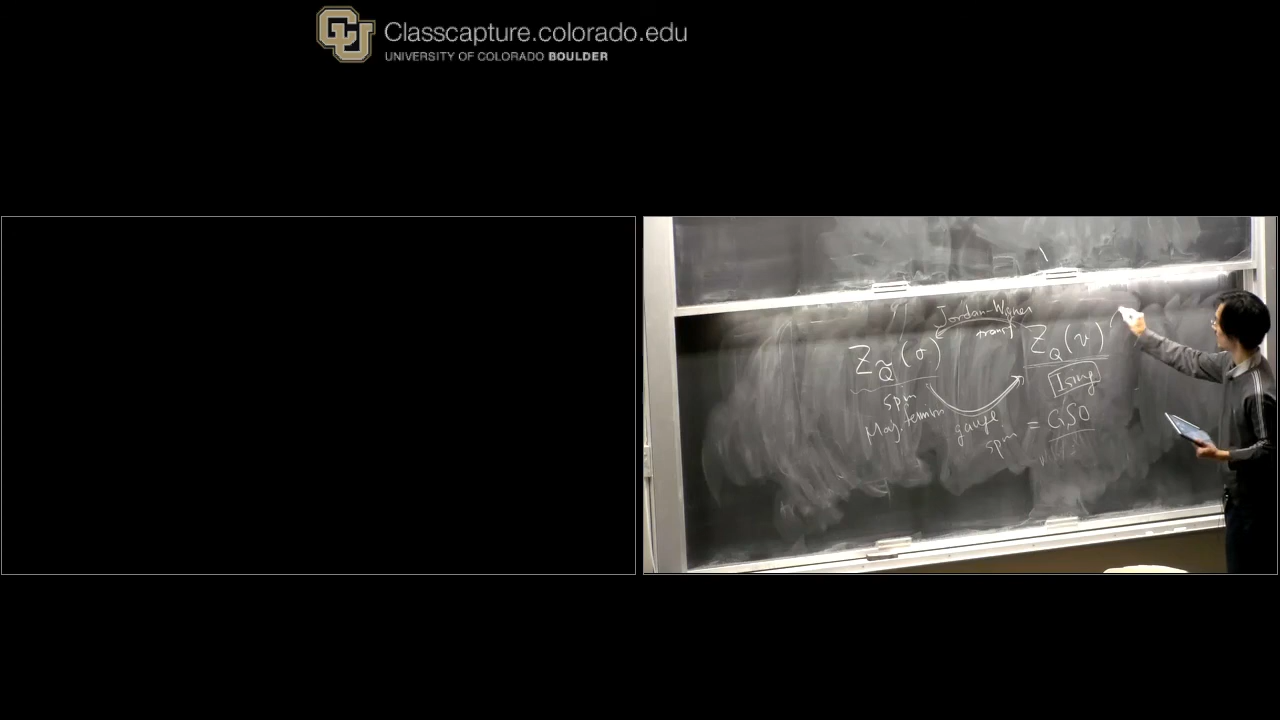 Classcapture.colorado.edu
UNIVERSITY OF COLORADO BOULDER
Jordan-Wigner
transf
Z_Q̃(σ)
Z_Q(v)
spin
Ising
Maj. fermion
gauge
spin
= GSO